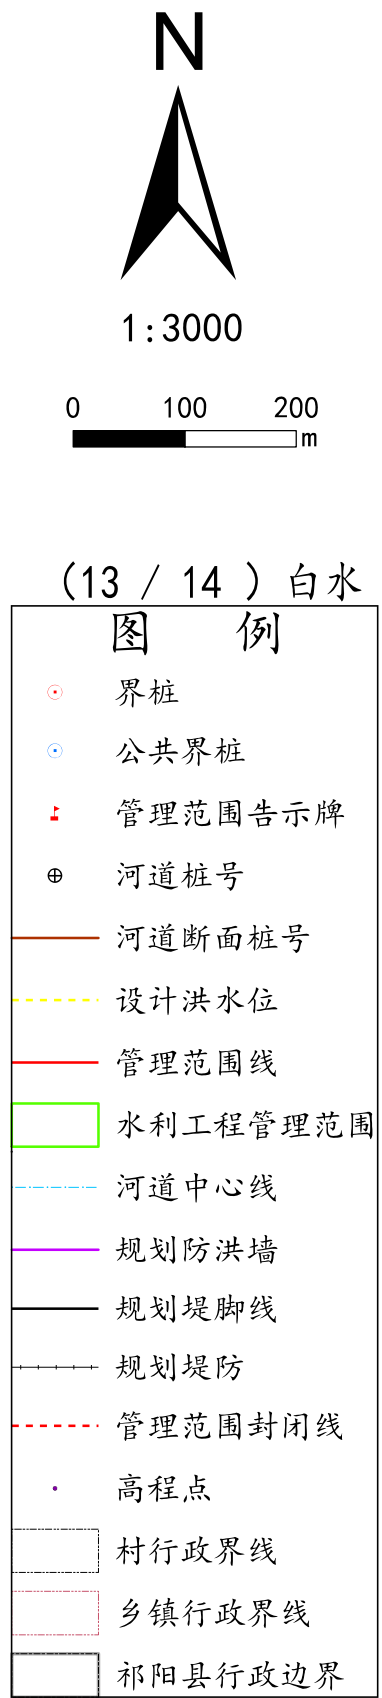 N
1:3000
0 100 200
m
(13 / 14 ) 白水
图 例
界桩
公共界桩
管理范围告示牌
河道桩号
河道断面桩号
设计洪水位
管理范围线
水利工程管理范围
河道中心线
规划防洪墙
规划堤脚线
规划堤防
管理范围封闭线
高程点
村行政界线
乡镇行政界线
祁阳县行政边界